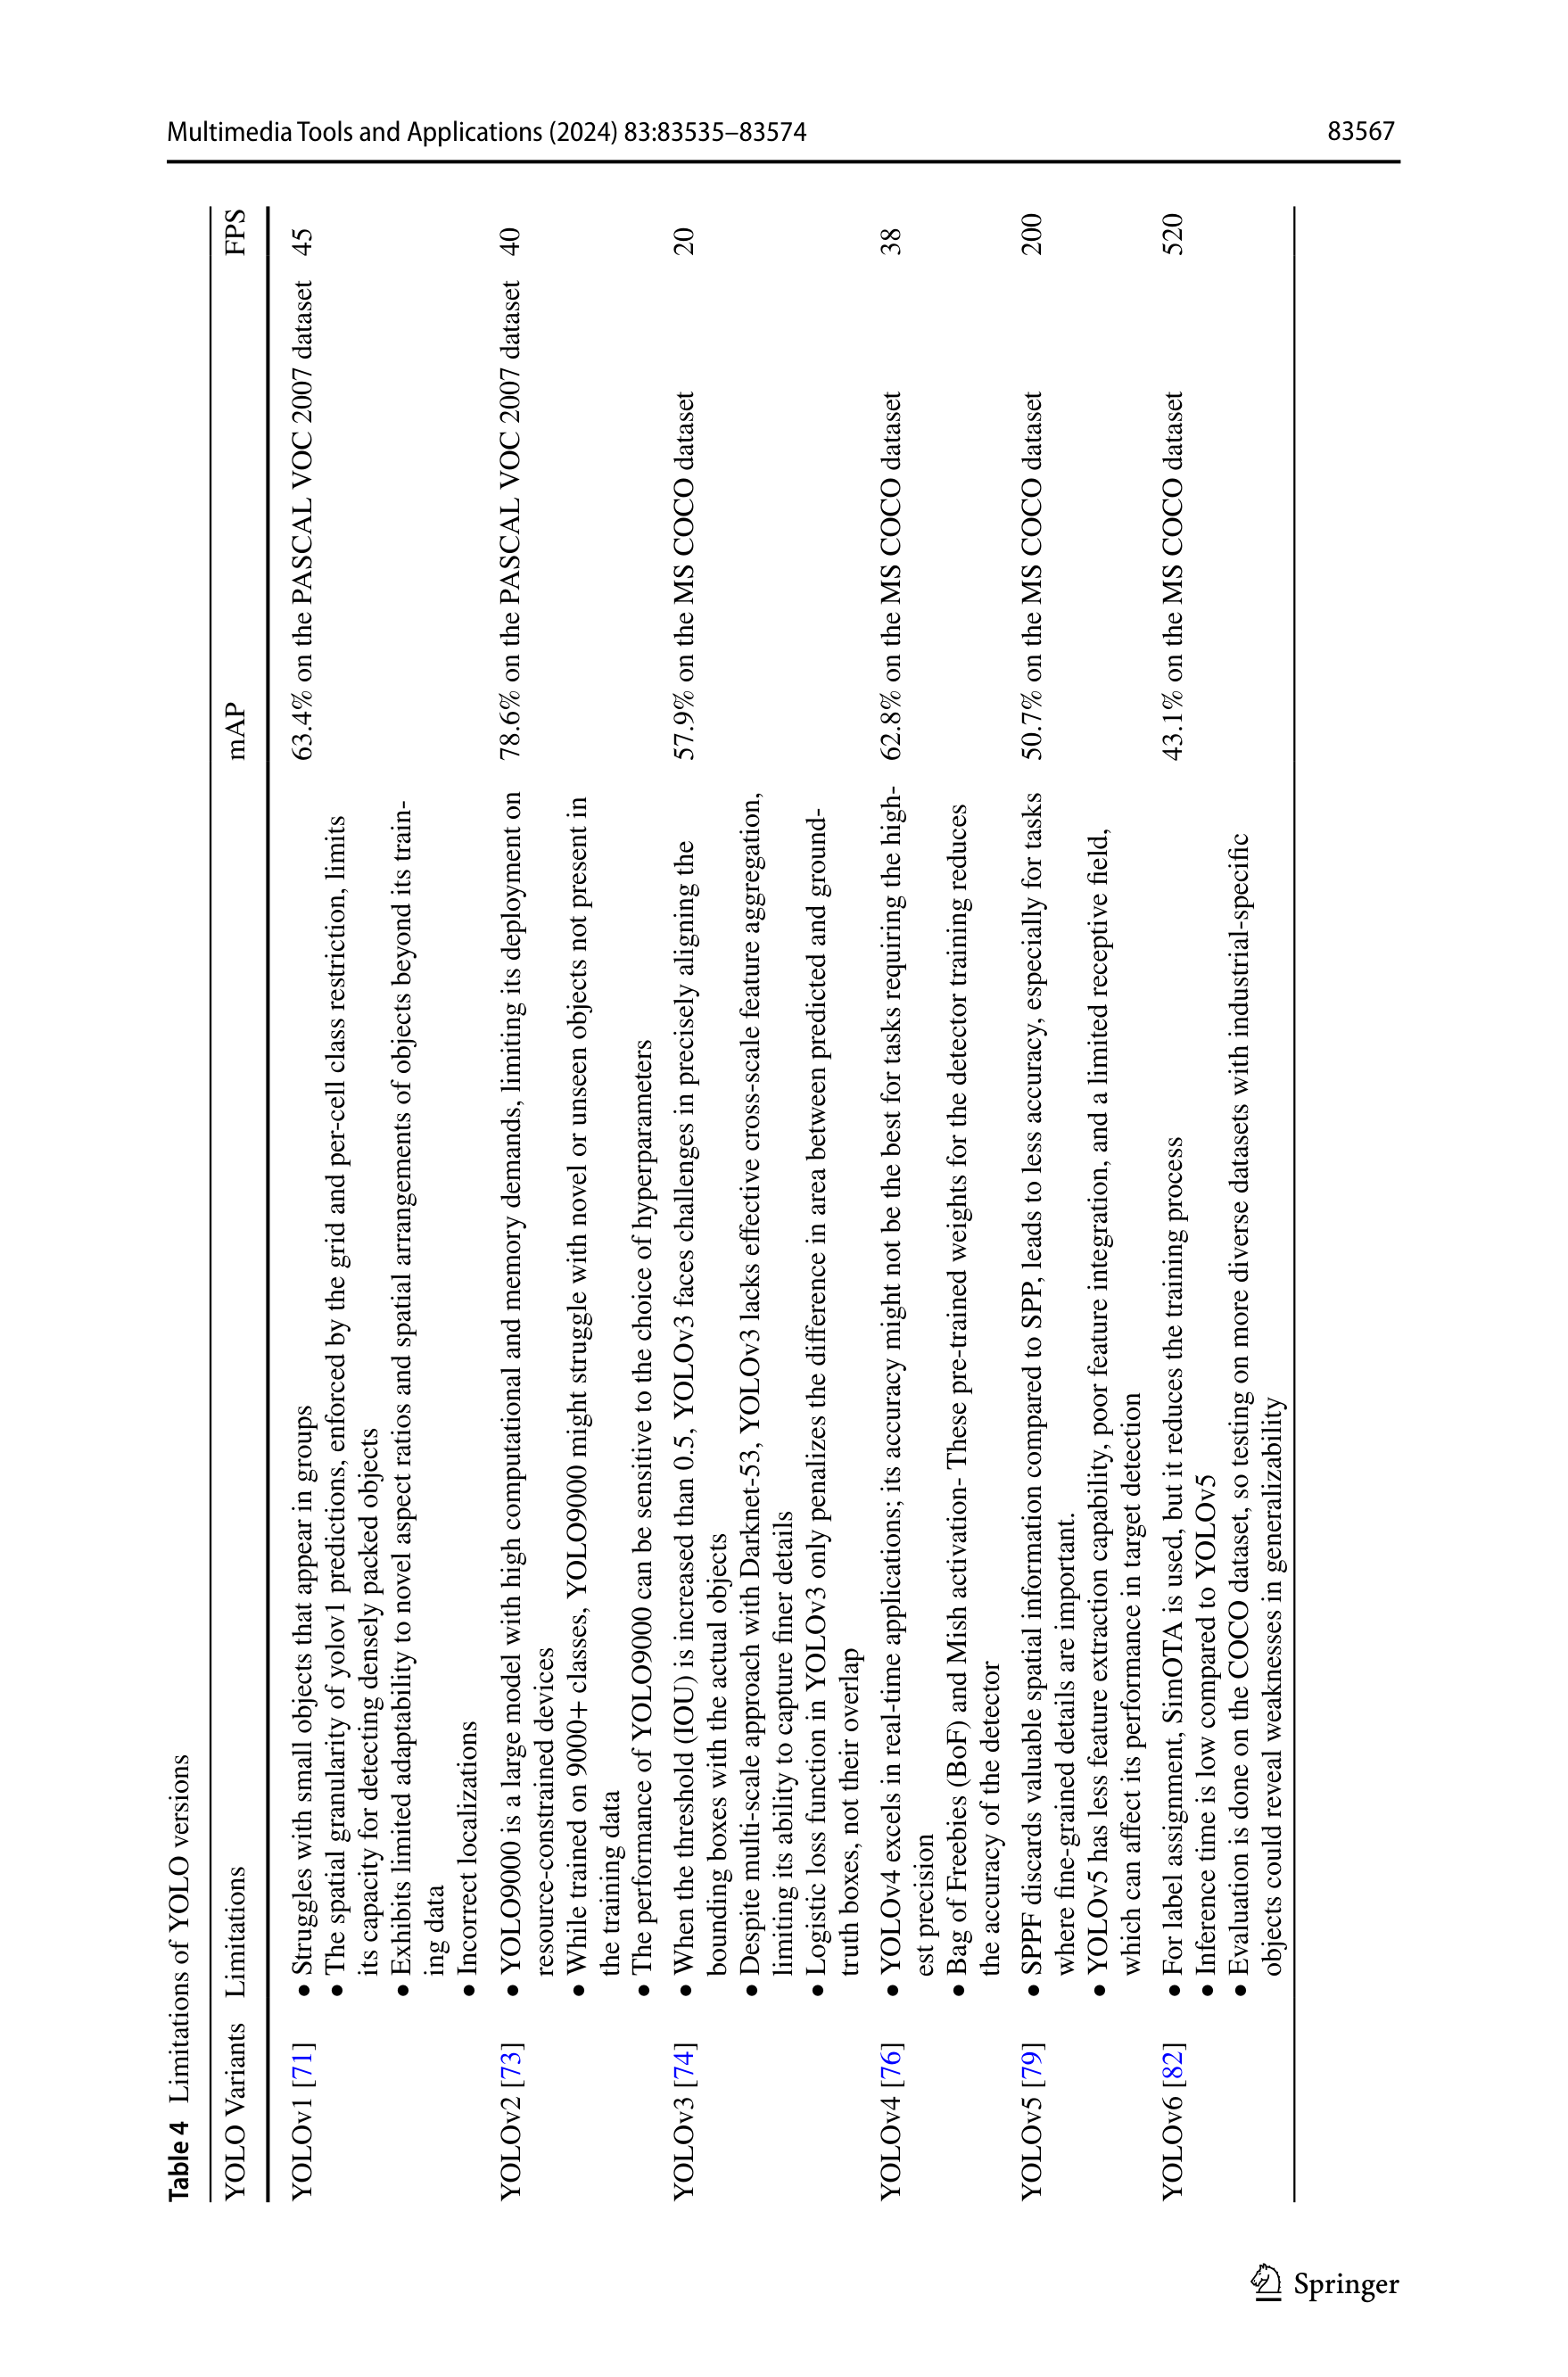 Multimedia Tools and Applications (2024) 83:83535–83574 83567
Table 4 Limitations of YOLO versions
YOLO Variants Limitations mAP FPS
YOLOv1 [71] • Struggles with small objects that appear in groups 63.4% on the PASCAL VOC 2007 dataset 45
• The spatial granularity of yolov1 predictions, enforced by the grid and per-cell class restriction, limits
its capacity for detecting densely packed objects
• Exhibits limited adaptability to novel aspect ratios and spatial arrangements of objects beyond its train-
ing data
• Incorrect localizations
YOLOv2 [73] • YOLO9000 is a large model with high computational and memory demands, limiting its deployment on 78.6% on the PASCAL VOC 2007 dataset 40
resource-constrained devices
• While trained on 9000+ classes, YOLO9000 might struggle with novel or unseen objects not present in
the training data
• The performance of YOLO9000 can be sensitive to the choice of hyperparameters
YOLOv3 [74] • When the threshold (IOU) is increased than 0.5, YOLOv3 faces challenges in precisely aligning the 57.9% on the MS COCO dataset 20
bounding boxes with the actual objects
• Despite multi-scale approach with Darknet-53, YOLOv3 lacks effective cross-scale feature aggregation,
limiting its ability to capture finer details
• Logistic loss function in YOLOv3 only penalizes the difference in area between predicted and ground-
truth boxes, not their overlap
YOLOv4 [76] • YOLOv4 excels in real-time applications; its accuracy might not be the best for tasks requiring the high- 62.8% on the MS COCO dataset 38
est precision
• Bag of Freebies (BoF) and Mish activation- These pre-trained weights for the detector training reduces
the accuracy of the detector
YOLOv5 [79] • SPPF discards valuable spatial information compared to SPP, leads to less accuracy, especially for tasks 50.7% on the MS COCO dataset 200
where fine-grained details are important.
• YOLOv5 has less feature extraction capability, poor feature integration, and a limited receptive field,
which can affect its performance in target detection
YOLOv6 [82] • For label assignment, SimOTA is used, but it reduces the training process 43.1% on the MS COCO dataset 520
• Inference time is low compared to YOLOv5
• Evaluation is done on the COCO dataset, so testing on more diverse datasets with industrial-specific
objects could reveal weaknesses in generalizability
Springer